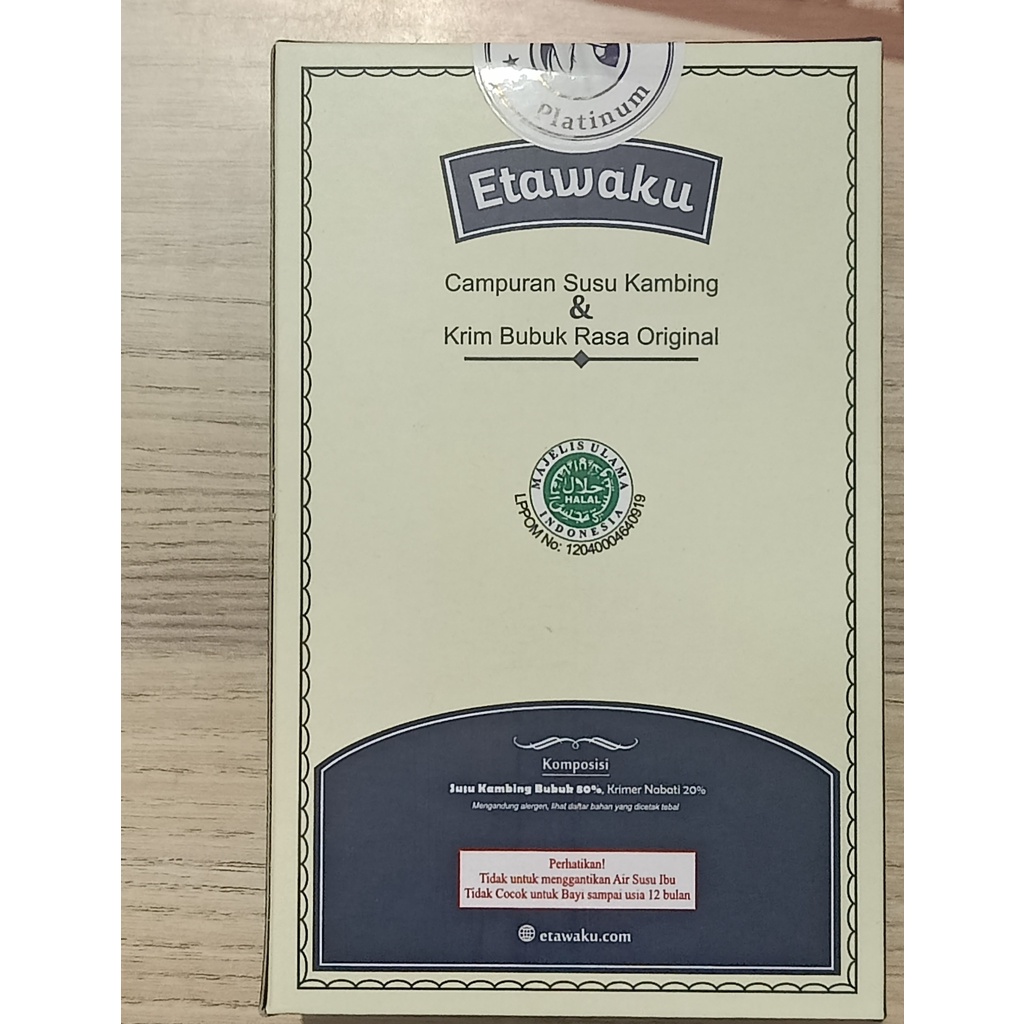 Platinum
Etawaku
Campuran Susu Kambing
&
Krim Bubuk Rasa Original
MAJELIS ULAMA
حلال
HALAL
INDONESIA
LPPOM No: 12040004640919
Komposisi
Susu Kambing Bubuk 80%, Krimer Nabati 20%
Mengandung alergen, lihat daftar bahan yang dicetak tebal
Perhatikan!
Tidak untuk menggantikan Air Susu Ibu
Tidak Cocok untuk Bayi sampai usia 12 bulan
etawaku.com